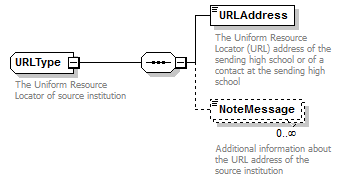 URLType
The Uniform Resource
Locator of source institution
URLAddress
The Uniform Resource
Locator (URL) address of the
sending high school or of a
contact at the sending high
school
NoteMessage
0..∞
Additional information about
the URL address of the
source institution